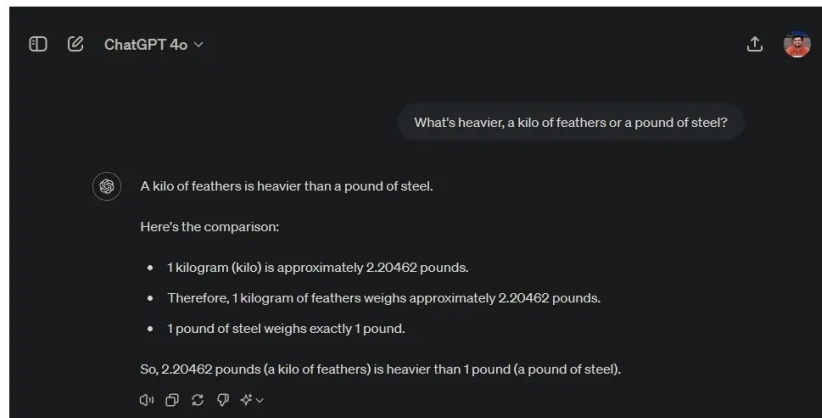 ChatGPT 4o
What's heavier, a kilo of feathers or a pound of steel?
A kilo of feathers is heavier than a pound of steel.
Here's the comparison:
1 kilogram (kilo) is approximately 2.20462 pounds.
Therefore, 1 kilogram of feathers weighs approximately 2.20462 pounds.
1 pound of steel weighs exactly 1 pound.
So, 2.20462 pounds (a kilo of feathers) is heavier than 1 pound (a pound of steel).